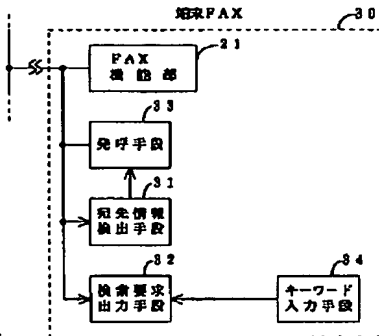 端末FAX
30
FAX
機能部
21
33
発呼手段
31
宛先情報
検出手段
32
検索要求
出力手段
34
キーワード
入力手段